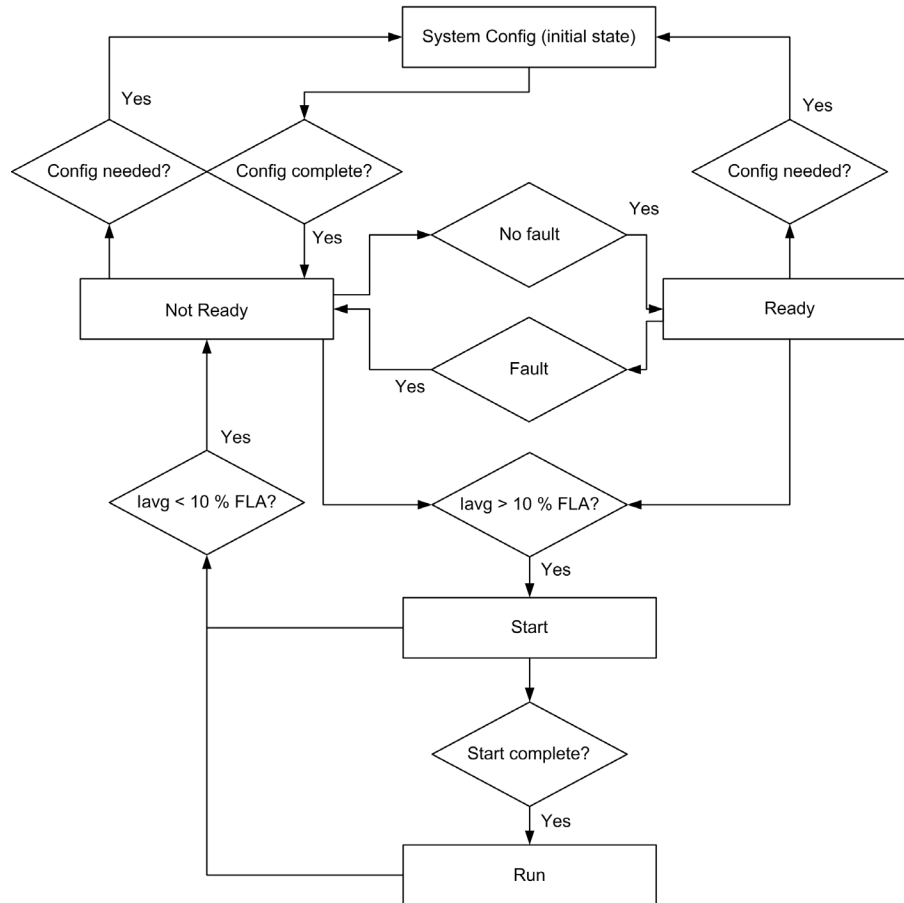 System Config (initial state)
Yes
Yes
Config needed?
Config complete?
Config needed?
Yes
No fault
Yes
Not Ready
Ready
Fault
Yes
Yes
Iavg < 10 % FLA?
Iavg > 10 % FLA?
Yes
Start
Start complete?
Yes
Run